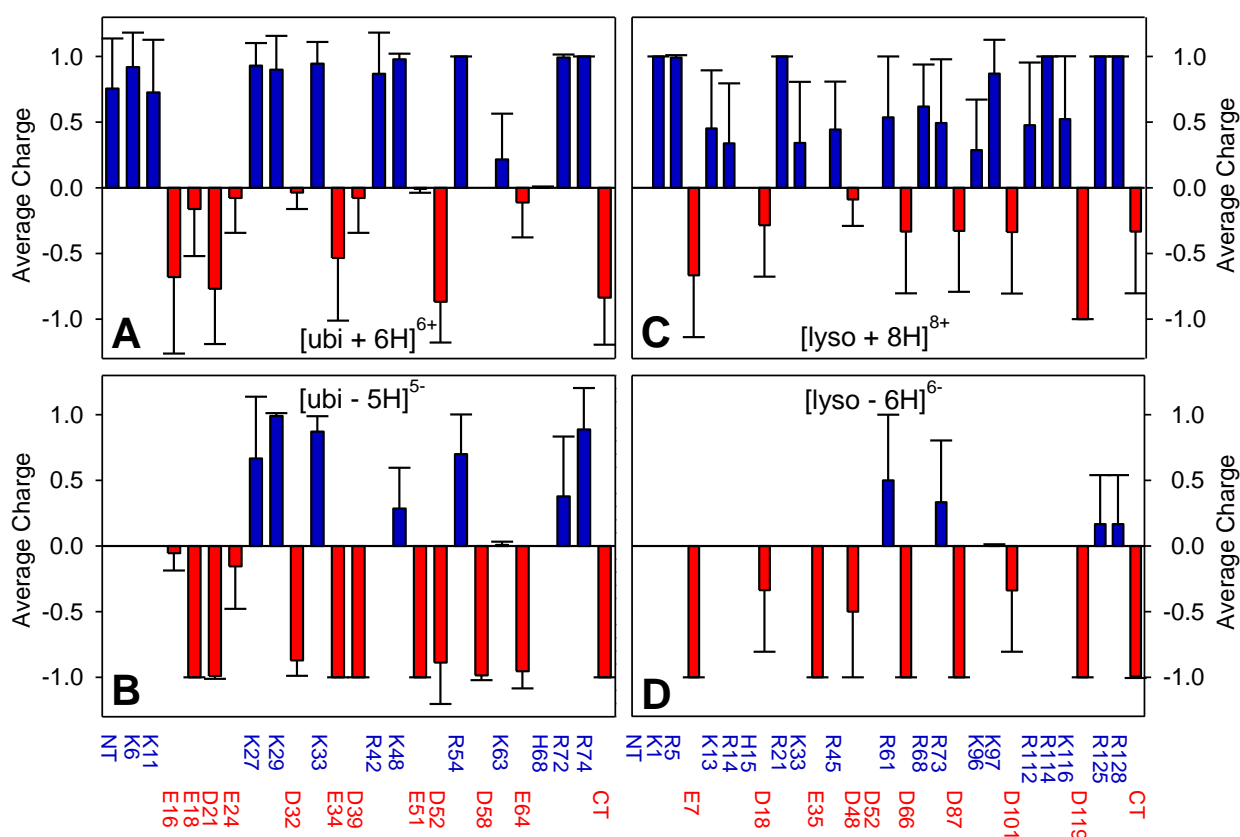 1.0
0.5
0.0
-0.5
-1.0
Average Charge
A
[ubi + 6H]6+
1.0
0.5
0.0
-0.5
-1.0
Average Charge
C
[lyso + 8H]8+
1.0
0.5
0.0
-0.5
-1.0
Average Charge
B
[ubi - 5H]5-
1.0
0.5
0.0
-0.5
-1.0
Average Charge
D
[lyso - 6H]6-
NT
K6
K11
E16
E18
D21
E24
K27
K29
D32
K33
E34
D39
R42
K48
E51
D52
R54
D58
K63
E64
H68
R72
R74
CT
NT
K1
R5
E7
K13
R14
H15
D18
R21
K33
E35
R45
D48
D52
R61
D66
R68
R773
D87
K96
K97
D101
R112
R114
K116
D119
R125
R128
CT